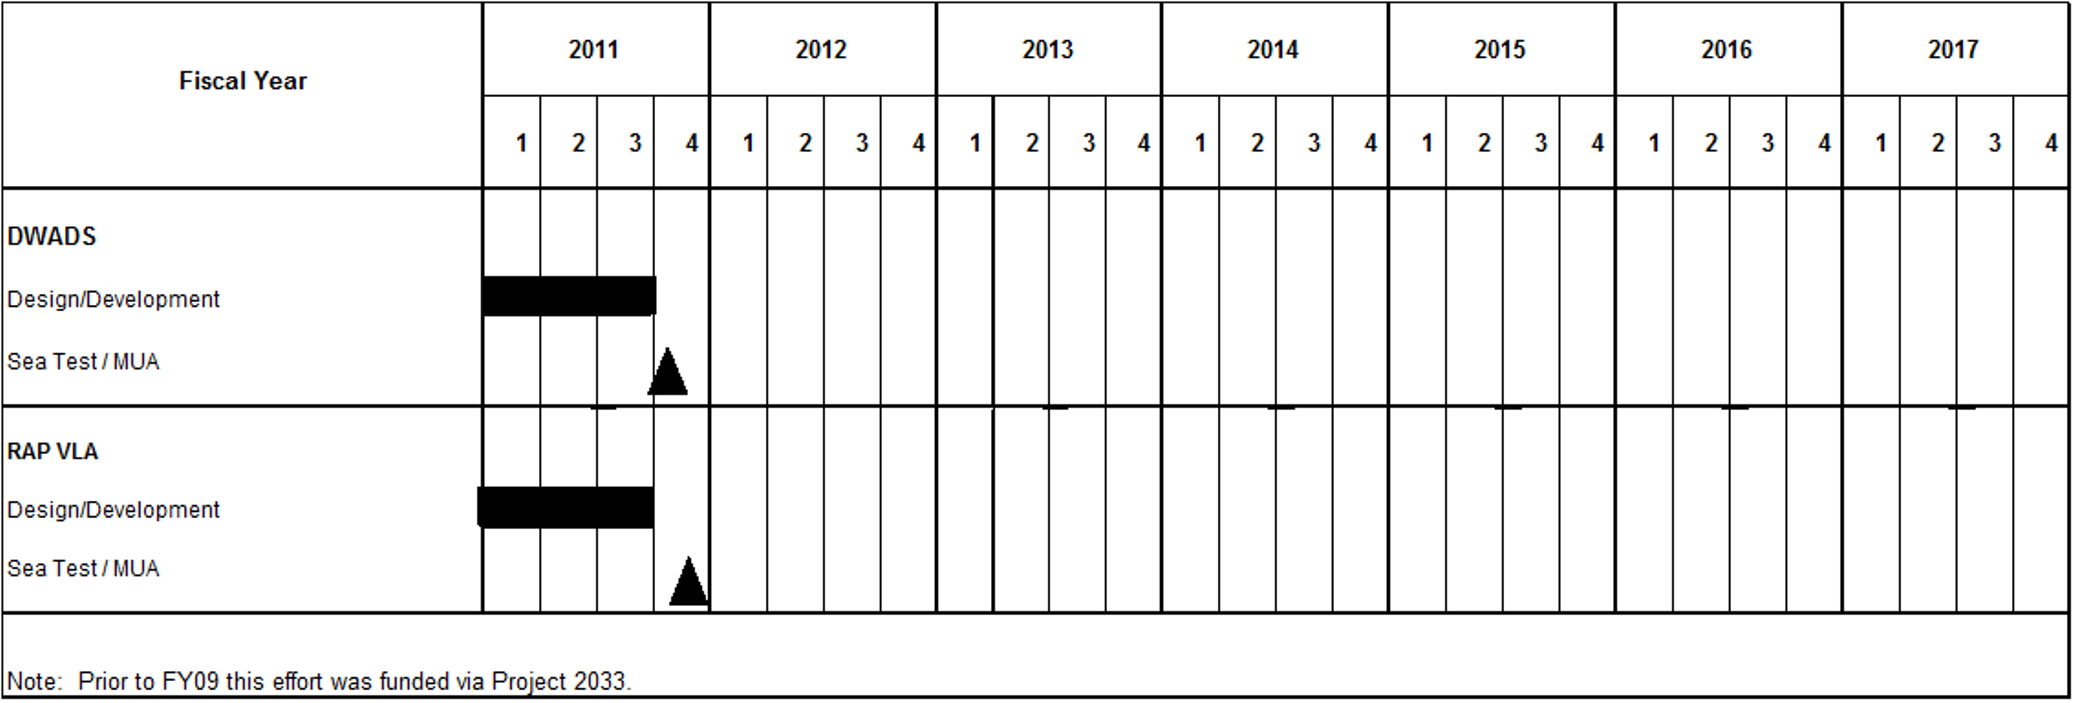 2011 2012 2013 2014 2015 2016 2017
Fiscal Year
1 2 3 4 1 2 3 4 1 2 3 4 1 2 3 4 1 2 3 4 1 2 3 4 1 2 3 4
DWADS
Design/Development
Sea Test / MUA
RAP VLA
Design/Development
Sea Test / MUA
Note: Prior to FY09 this effort was funded via Project 2033.